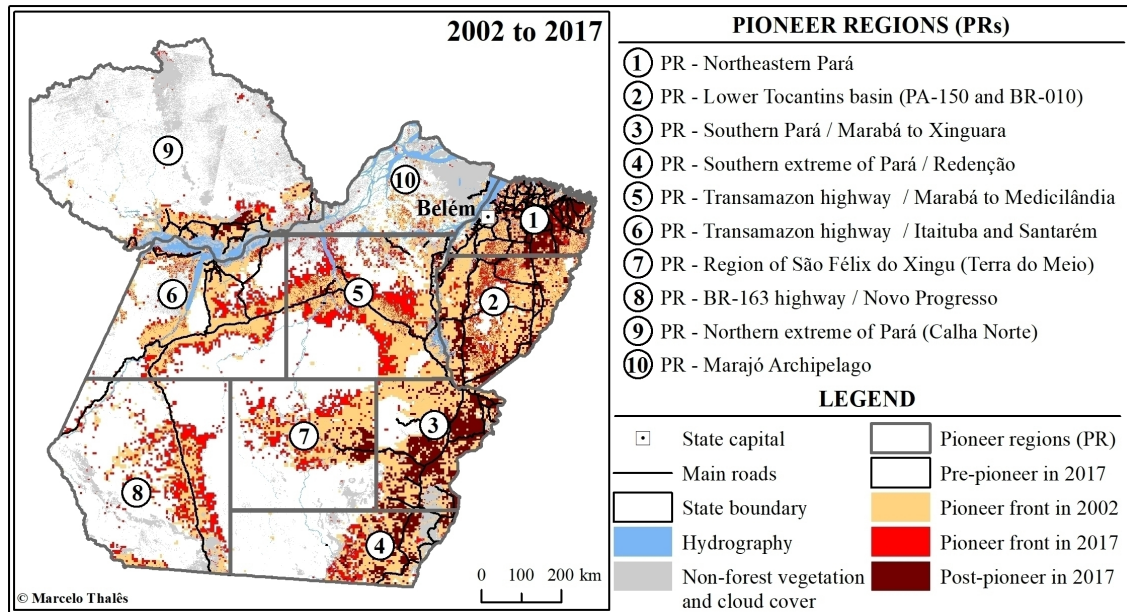 2002 to 2017
9
10
Belém
1
6
5
2
7
3
8
4
0 100 200 km
© Marcelo Thalês
PIONEER REGIONS (PRs)
1 PR - Northeastern Pará
2 PR - Lower Tocantins basin (PA-150 and BR-010)
3 PR - Southern Pará / Marabá to Xinguara
4 PR - Southern extreme of Pará / Redenção
5 PR - Transamazon highway / Marabá to Medicilândia
6 PR - Transamazon highway / Itaituba and Santarém
7 PR - Region of São Félix do Xingu (Terra do Meio)
8 PR - BR-163 highway / Novo Progresso
9 PR - Northern extreme of Pará (Calha Norte)
10 PR - Marajó Archipelago
LEGEND
State capital
Main roads
State boundary
Hydrography
Non-forest vegetation
and cloud cover
Pioneer regions (PR)
Pre-pioneer in 2017
Pioneer front in 2002
Pioneer front in 2017
Post-pioneer in 2017